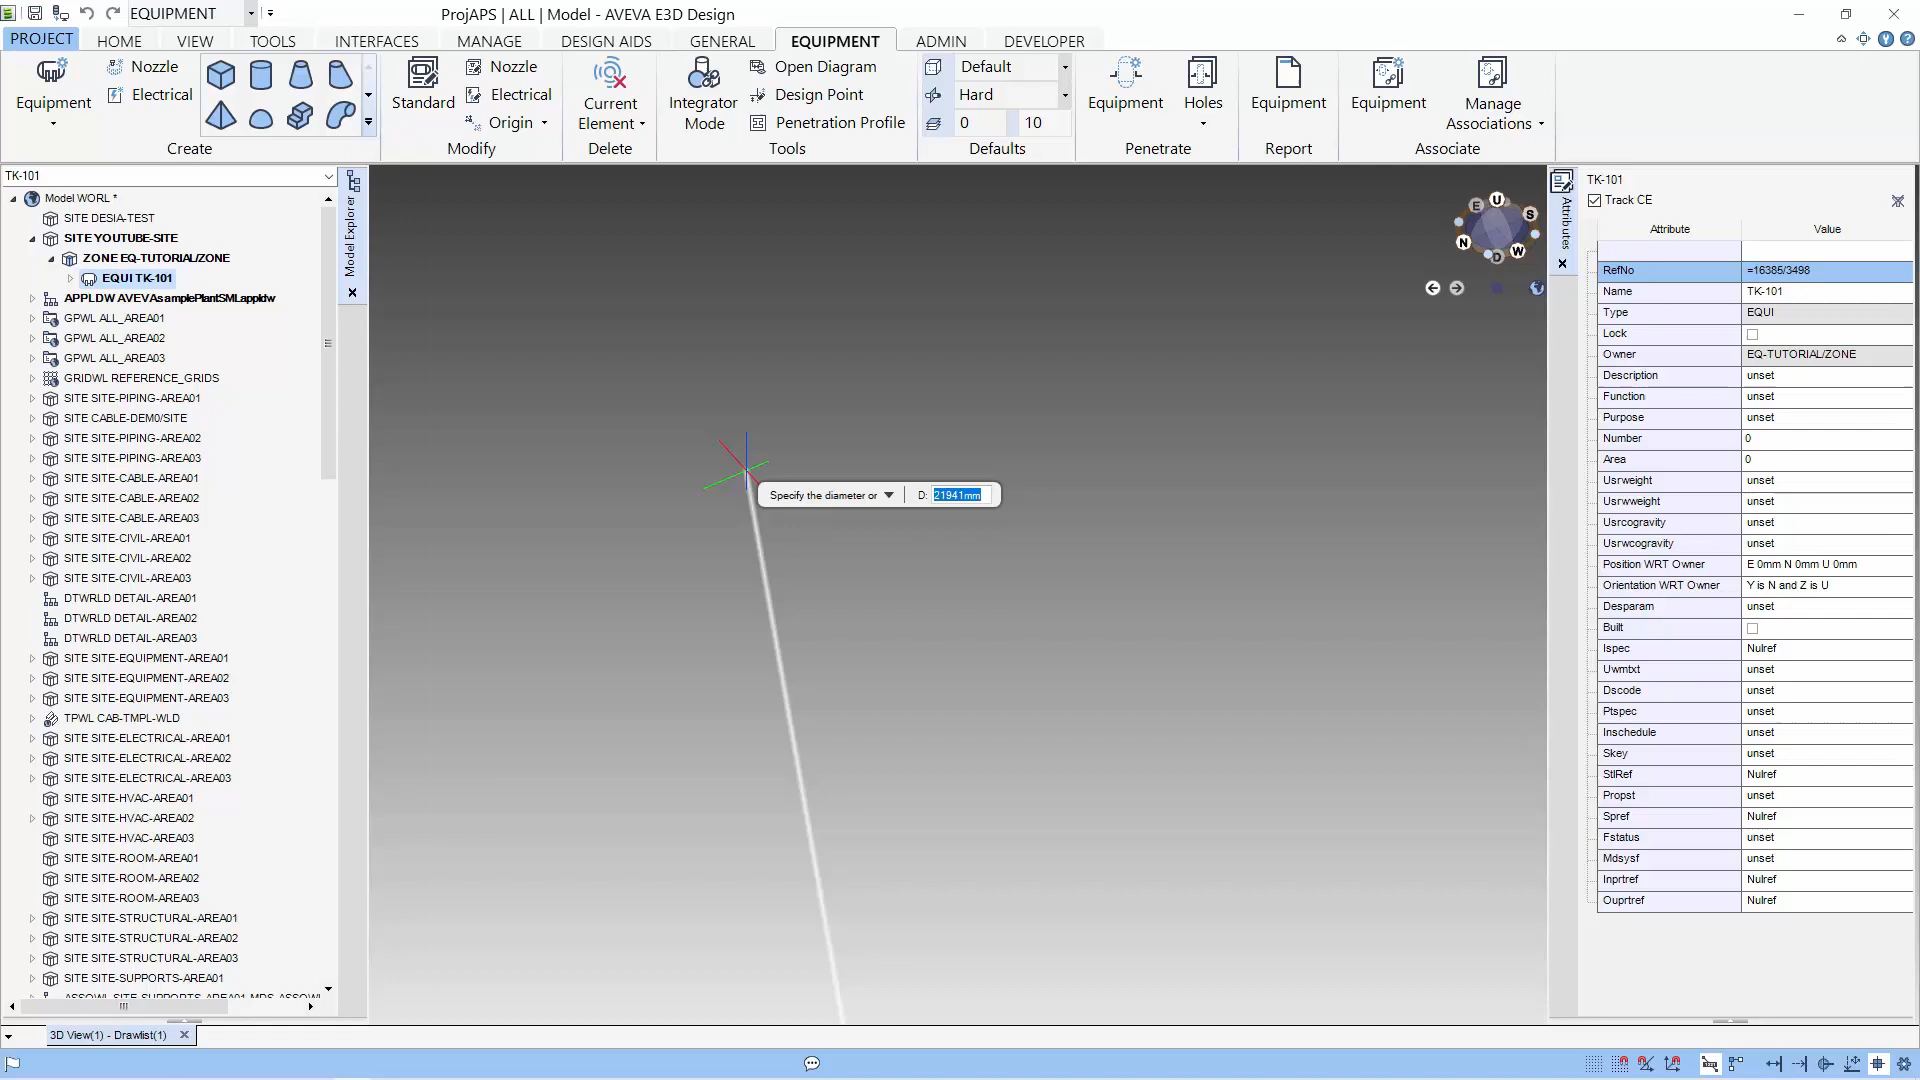 EQUIPMENT
ProjAPS | ALL | Model - AVEVA E3D Design
PROJECT HOME VIEW TOOLS INTERFACES MANAGE DESIGN AIDS GENERAL EQUIPMENT ADMIN DEVELOPER
Equipment
Nozzle
Electrical
Create
Standard
Nozzle
Electrical
Origin
Modify
Current
Element
Delete
Integrator
Mode
Open Diagram
Design Point
Penetration Profile
Tools
Default
Hard
0 10
Defaults
Equipment
Holes
Penetrate
Equipment
Report
Equipment
Manage
Associations
Associate
TK-101
Model WORL *
SITE DESIA-TEST
SITE YOUTUBE-SITE
ZONE EQ-TUTORIAL/ZONE
EQUI TK-101
APPLDW AVEVAsamplePlantSMLappldw
GPWL ALL_AREA01
GPWL ALL_AREA02
GPWL ALL_AREA03
GRIDWL REFERENCE_GRIDS
SITE SITE-PIPING-AREA01
SITE CABLE-DEM0/SITE
SITE SITE-PIPING-AREA02
SITE SITE-PIPING-AREA03
SITE SITE-CABLE-AREA01
SITE SITE-CABLE-AREA02
SITE SITE-CABLE-AREA03
SITE SITE-CIVIL-AREA01
SITE SITE-CIVIL-AREA02
SITE SITE-CIVIL-AREA03
DTWRLD DETAIL-AREA01
DTWRLD DETAIL-AREA02
DTWRLD DETAIL-AREA03
SITE SITE-EQUIPMENT-AREA01
SITE SITE-EQUIPMENT-AREA02
SITE SITE-EQUIPMENT-AREA03
TPWL CAB-TMPL-WLD
SITE SITE-ELECTRICAL-AREA01
SITE SITE-ELECTRICAL-AREA02
SITE SITE-ELECTRICAL-AREA03
SITE SITE-HVAC-AREA01
SITE SITE-HVAC-AREA02
SITE SITE-HVAC-AREA03
SITE SITE-ROOM-AREA01
SITE SITE-ROOM-AREA02
SITE SITE-ROOM-AREA03
SITE SITE-STRUCTURAL-AREA01
SITE SITE-STRUCTURAL-AREA02
SITE SITE-STRUCTURAL-AREA03
SITE SITE-SUPPORTS-AREA01
Model Explorer
Specify the diameter or D: 21941mm
E U S N W D
Attributes
TK-101
Track CE
Attribute Value
RefNo =16385/3498
Name TK-101
Type EQUI
Lock
Owner EQ-TUTORIAL/ZONE
Description unset
Function unset
Purpose unset
Number 0
Area 0
Usrweight unset
Usrwweight unset
Usrcogravity unset
Usrwcogravity unset
Position WRT Owner E 0mm N 0mm U 0mm
Orientation WRT Owner Y is N and Z is U
Desparam unset
Built
Ispec Nulref
Uwmtxt unset
Dscode unset
Ptspec unset
Inschedule unset
Skey unset
StlRef Nulref
Propst unset
Spref Nulref
Fstatus unset
Mdsysf unset
Inprtref Nulref
Ouprtref Nulref
3D View(1) - Drawlist(1)